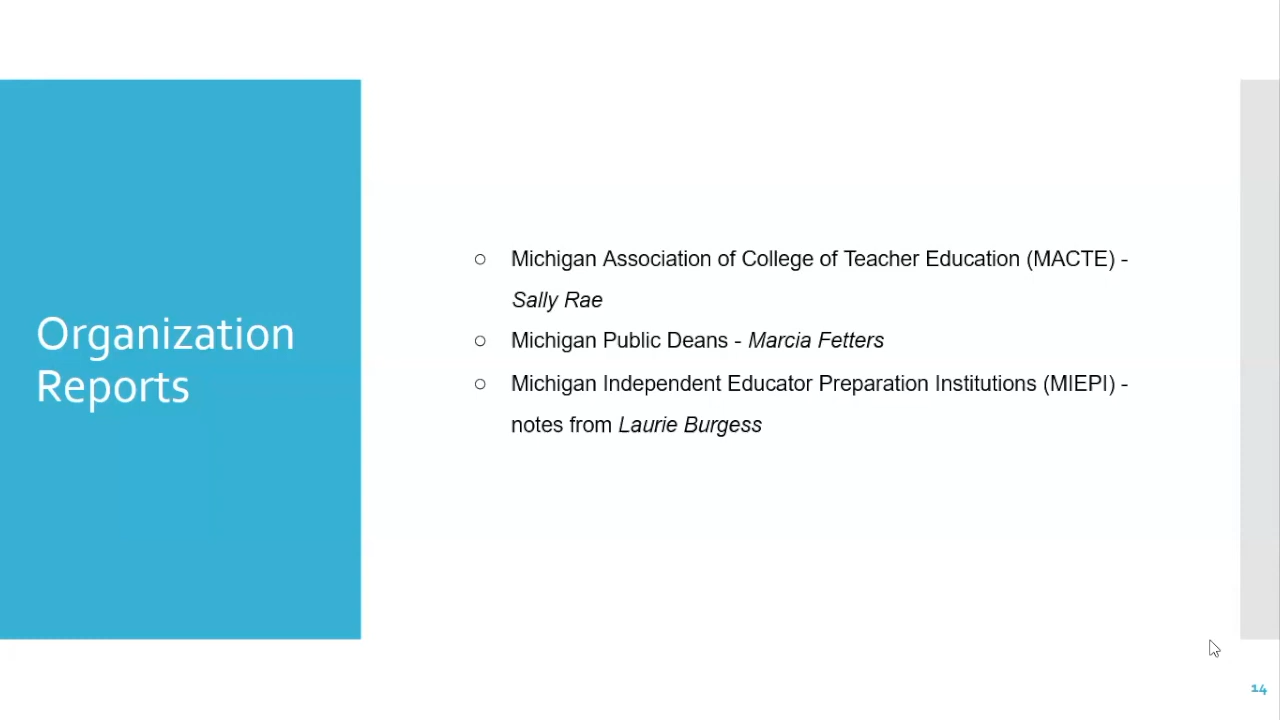 Organization
Reports
○ Michigan Association of College of Teacher Education (MACTE) -
Sally Rae
○ Michigan Public Deans - Marcia Fetters
○ Michigan Independent Educator Preparation Institutions (MIEPI) -
notes from Laurie Burgess
14